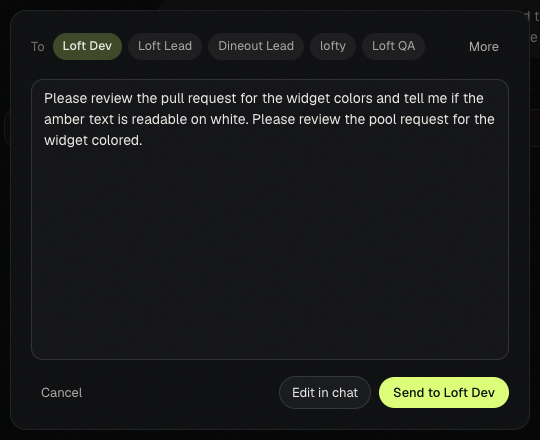 To Loft Dev Loft Lead Dineout Lead lofty Loft QA More
Please review the pull request for the widget colors and tell me if the
amber text is readable on white. Please review the pool request for the
widget colored.
Cancel Edit in chat Send to Loft Dev